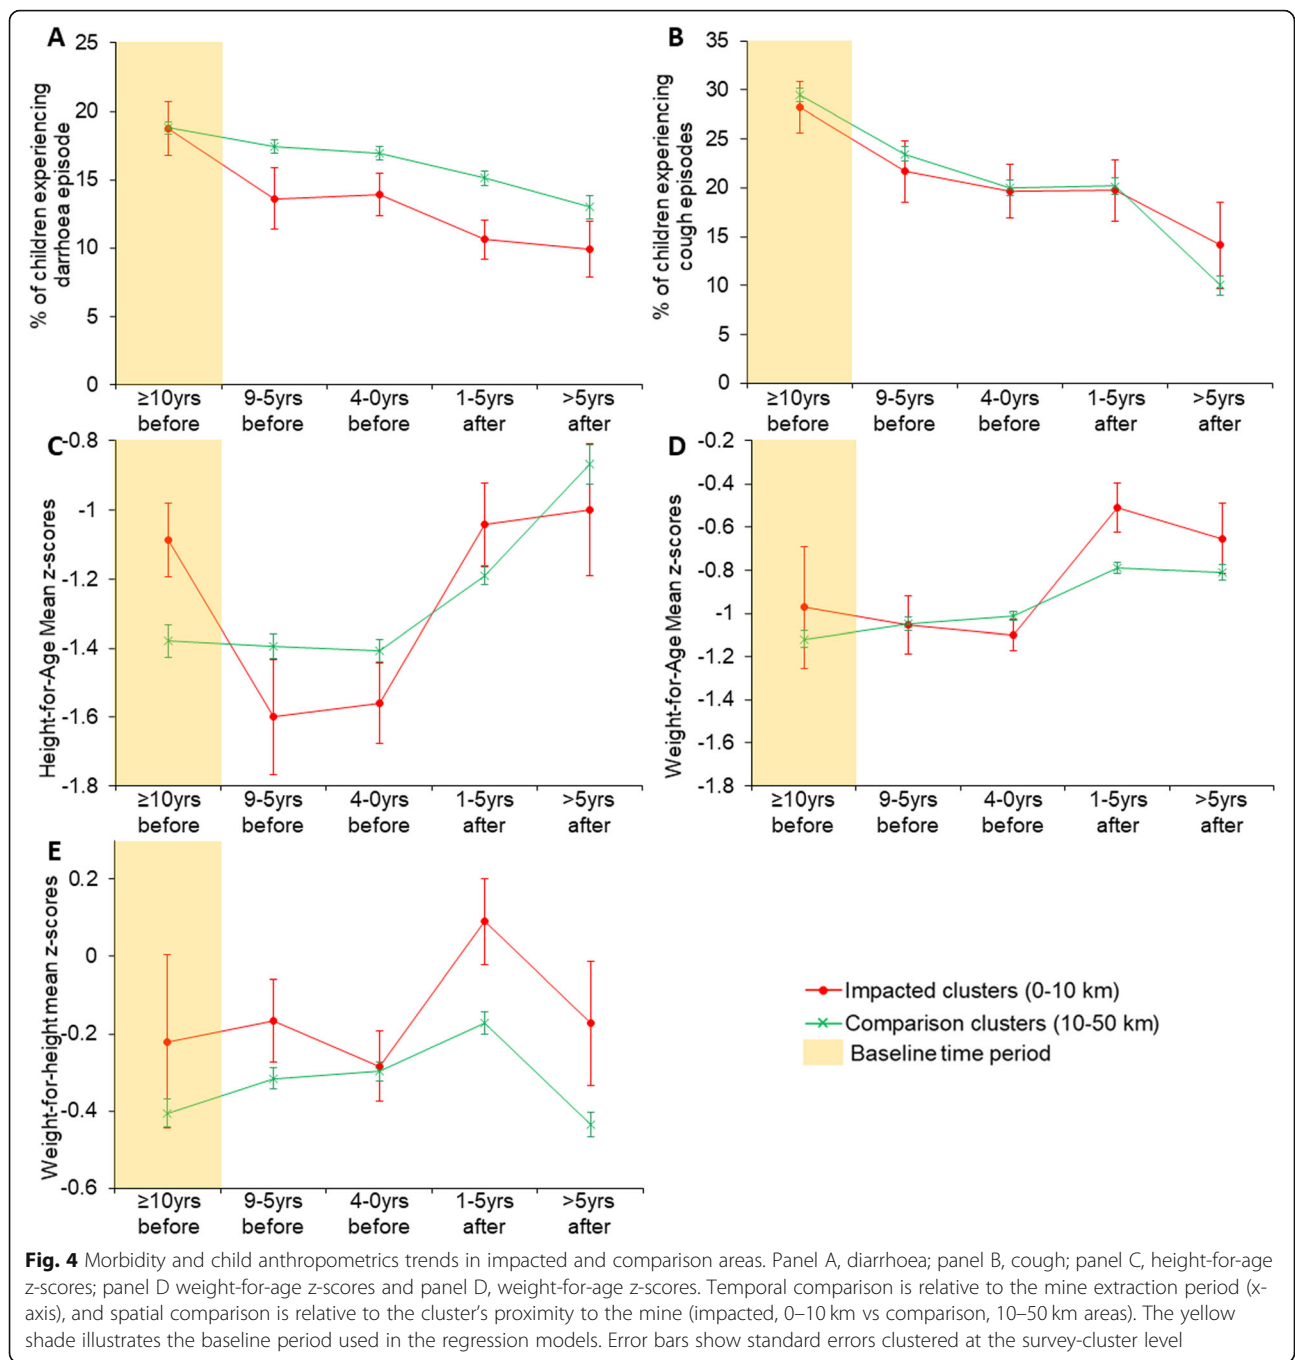 A
% of children experiencing
darrhoea episode
25
20
15
10
5
0
≥10yrs before
9-5yrs before
4-0yrs before
1-5yrs after
>5yrs after
B
% of children experiencing
cough episodes
35
30
25
20
15
10
5
0
≥10yrs before
9-5yrs before
4-0yrs before
1-5yrs after
>5yrs after
C
Height-for-Age Mean z-scores
-0.8
-1
-1.2
-1.4
-1.6
-1.8
≥10yrs before
9-5yrs before
4-0yrs before
1-5yrs after
>5yrs after
D
Weight-for-Age Mean z-scores
-0.2
-0.4
-0.6
-0.8
-1
-1.2
-1.4
-1.6
-1.8
≥10yrs before
9-5yrs before
4-0yrs before
1-5yrs after
>5yrs after
E
Weight-for-height mean z-scores
0.2
0
-0.2
-0.4
-0.6
≥10yrs before
9-5yrs before
4-0yrs before
1-5yrs after
>5yrs after
Impacted clusters (0-10 km)
Comparison clusters (10-50 km)
Baseline time period
Fig. 4 Morbidity and child anthropometrics trends in impacted and comparison areas. Panel A, diarrhoea; panel B, cough; panel C, height-for-age
z-scores; panel D weight-for-age z-scores and panel D, weight-for-age z-scores. Temporal comparison is relative to the mine extraction period (x-
axis), and spatial comparison is relative to the cluster's proximity to the mine (impacted, 0–10 km vs comparison, 10–50 km areas). The yellow
shade illustrates the baseline period used in the regression models. Error bars show standard errors clustered at the survey-cluster level